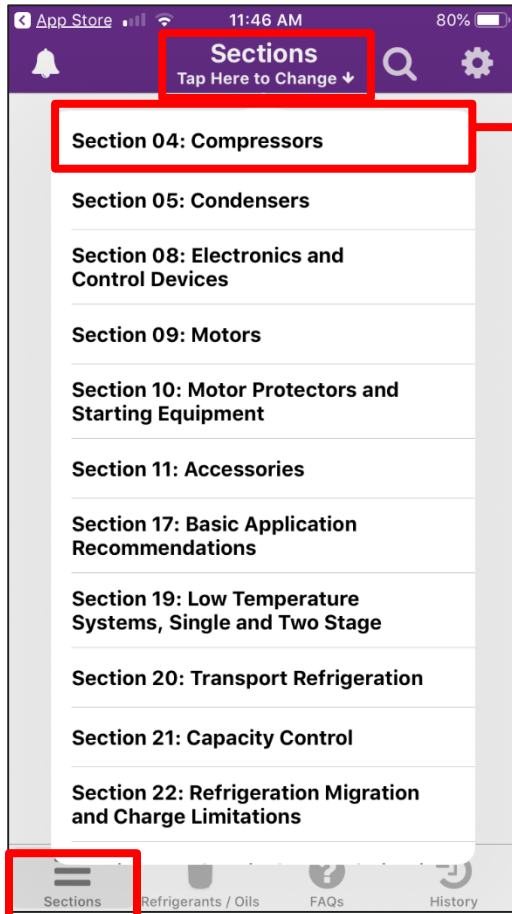 App Store
11:46 AM
80%
Sections
Tap Here to Change ↓
Section 04: Compressors
Section 05: Condensers
Section 08: Electronics and
Control Devices
Section 09: Motors
Section 10: Motor Protectors and
Starting Equipment
Section 11: Accessories
Section 17: Basic Application
Recommendations
Section 19: Low Temperature
Systems, Single and Two Stage
Section 20: Transport Refrigeration
Section 21: Capacity Control
Section 22: Refrigeration Migration
and Charge Limitations
Sections
Refrigerants / Oils
FAQs
History